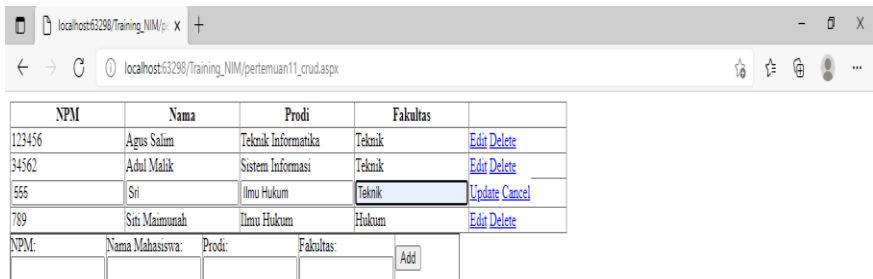 localhost:63298/Training_NIM/pe
localhost:63298/Training_NIM/pertemuan11_crud.aspx
NPM Nama Prodi Fakultas
123456 Agus Salim Teknik Informatika Teknik Edit Delete
34562 Adul Malik Sistem Informasi Teknik Edit Delete
555 Sri Ilmu Hukum Teknik Update Cancel
789 Siti Maimunah Ilmu Hukum Hukum Edit Delete
NPM: Nama Mahasiswa: Prodi: Fakultas:
Add